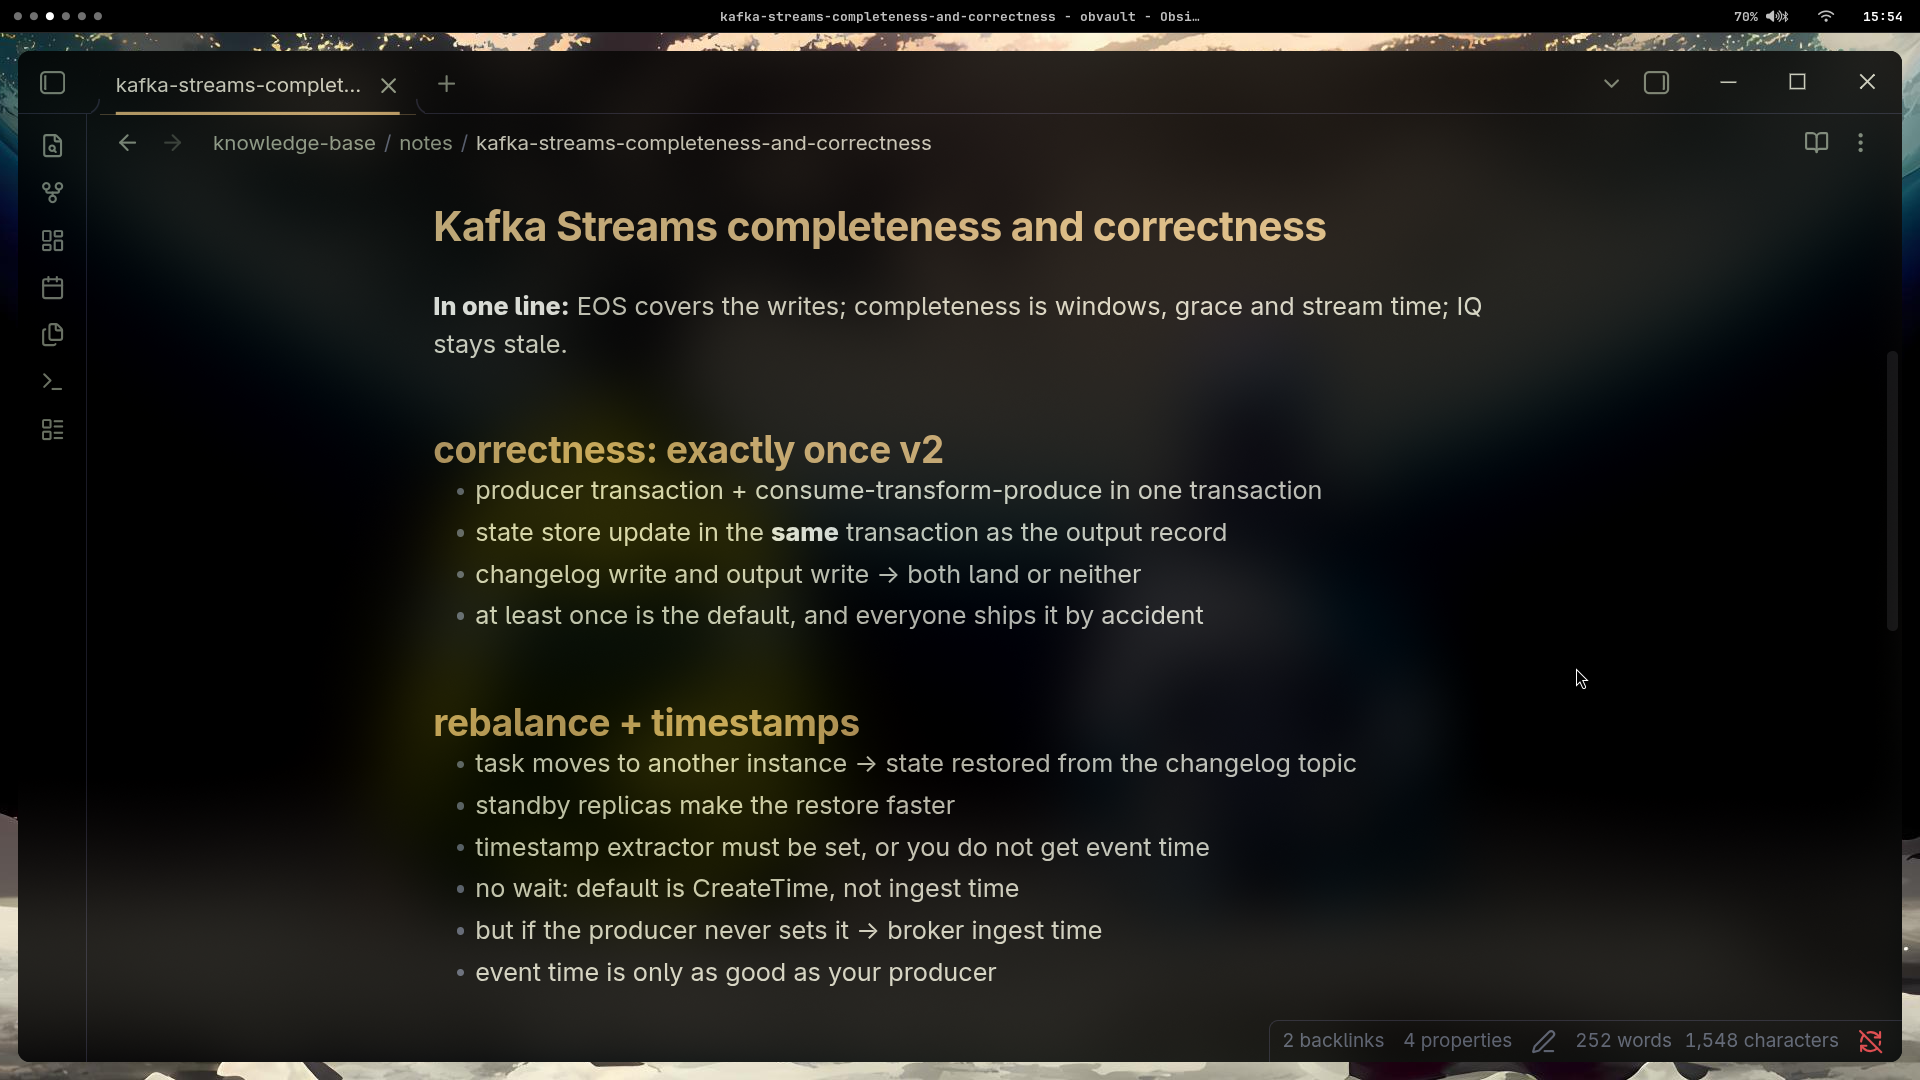 kafka-streams-completeness-and-correctness - obvault - Obsi…
70%
15:54
kafka-streams-complet...
knowledge-base / notes / kafka-streams-completeness-and-correctness
Kafka Streams completeness and correctness
In one line: EOS covers the writes; completeness is windows, grace and stream time; IQ
stays stale.
correctness: exactly once v2
• producer transaction + consume-transform-produce in one transaction
• state store update in the same transaction as the output record
• changelog write and output write → both land or neither
• at least once is the default, and everyone ships it by accident
rebalance + timestamps
• task moves to another instance → state restored from the changelog topic
• standby replicas make the restore faster
• timestamp extractor must be set, or you do not get event time
• no wait: default is CreateTime, not ingest time
• but if the producer never sets it → broker ingest time
• event time is only as good as your producer
2 backlinks 4 properties 252 words 1,548 characters